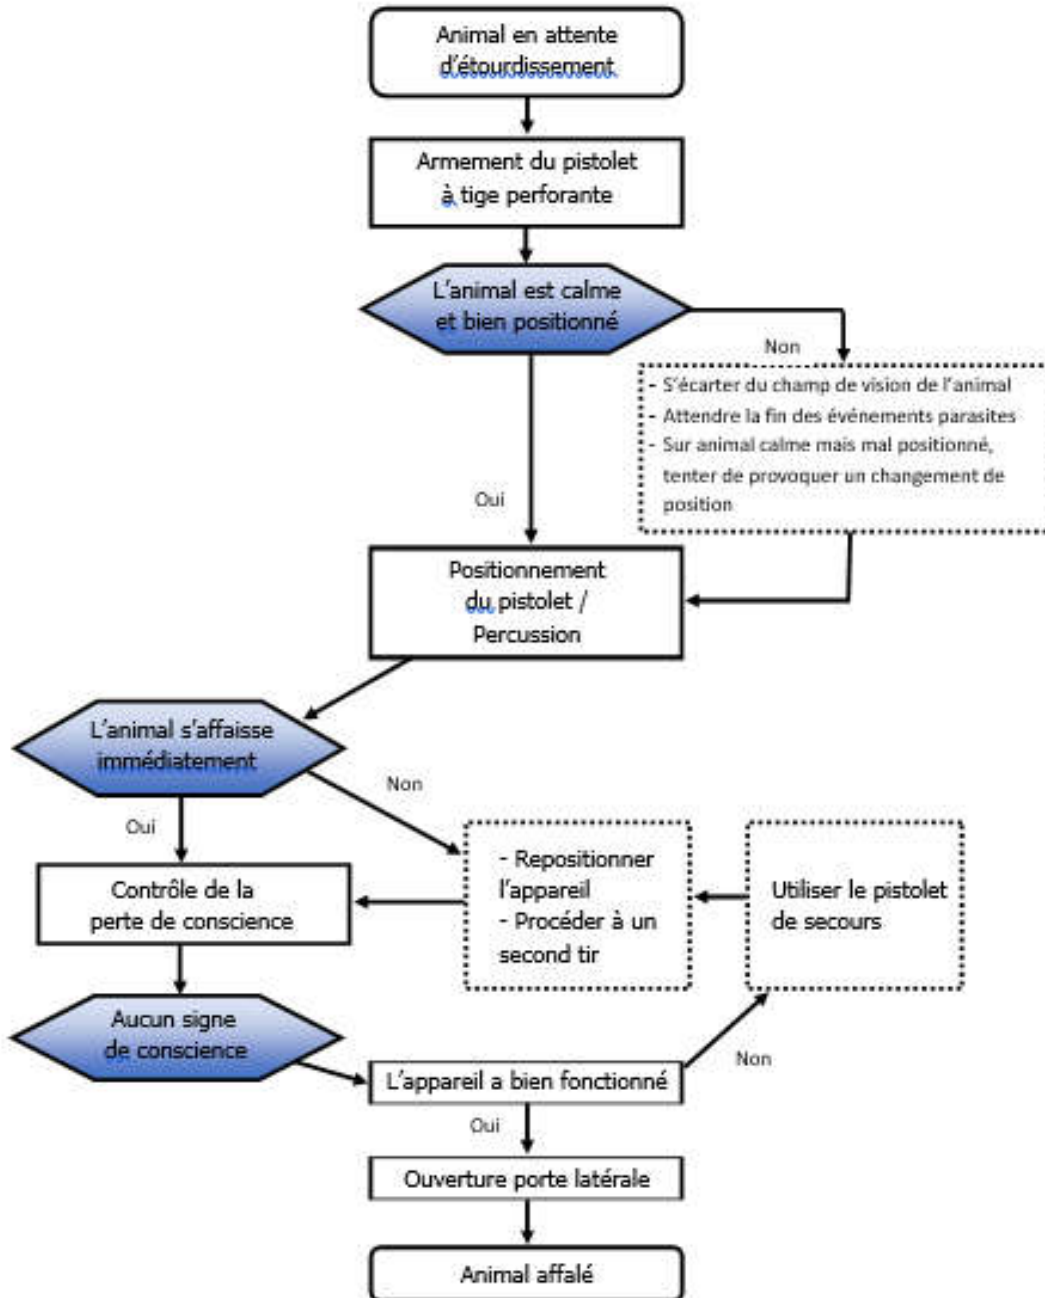 Animal en attente
d'étourdissement
Armement du pistolet
à tige perforante
L'animal est calme
et bien positionné
Non
- S'écarter du champ de vision de l'animal
- Attendre la fin des événements parasites
- Sur animal calme mais mal positionné,
tenter de provoquer un changement de
position
Oui
Positionnement
du pistolet /
Percussion
L'animal s'affaisse
immédiatement
Non
Oui
- Repositionner
l'appareil
- Procéder à un
second tir
Utiliser le pistolet
de secours
Contrôle de la
perte de conscience
Aucun signe
de conscience
L'appareil a bien fonctionné
Non
Oui
Ouverture porte latérale
Animal affalé